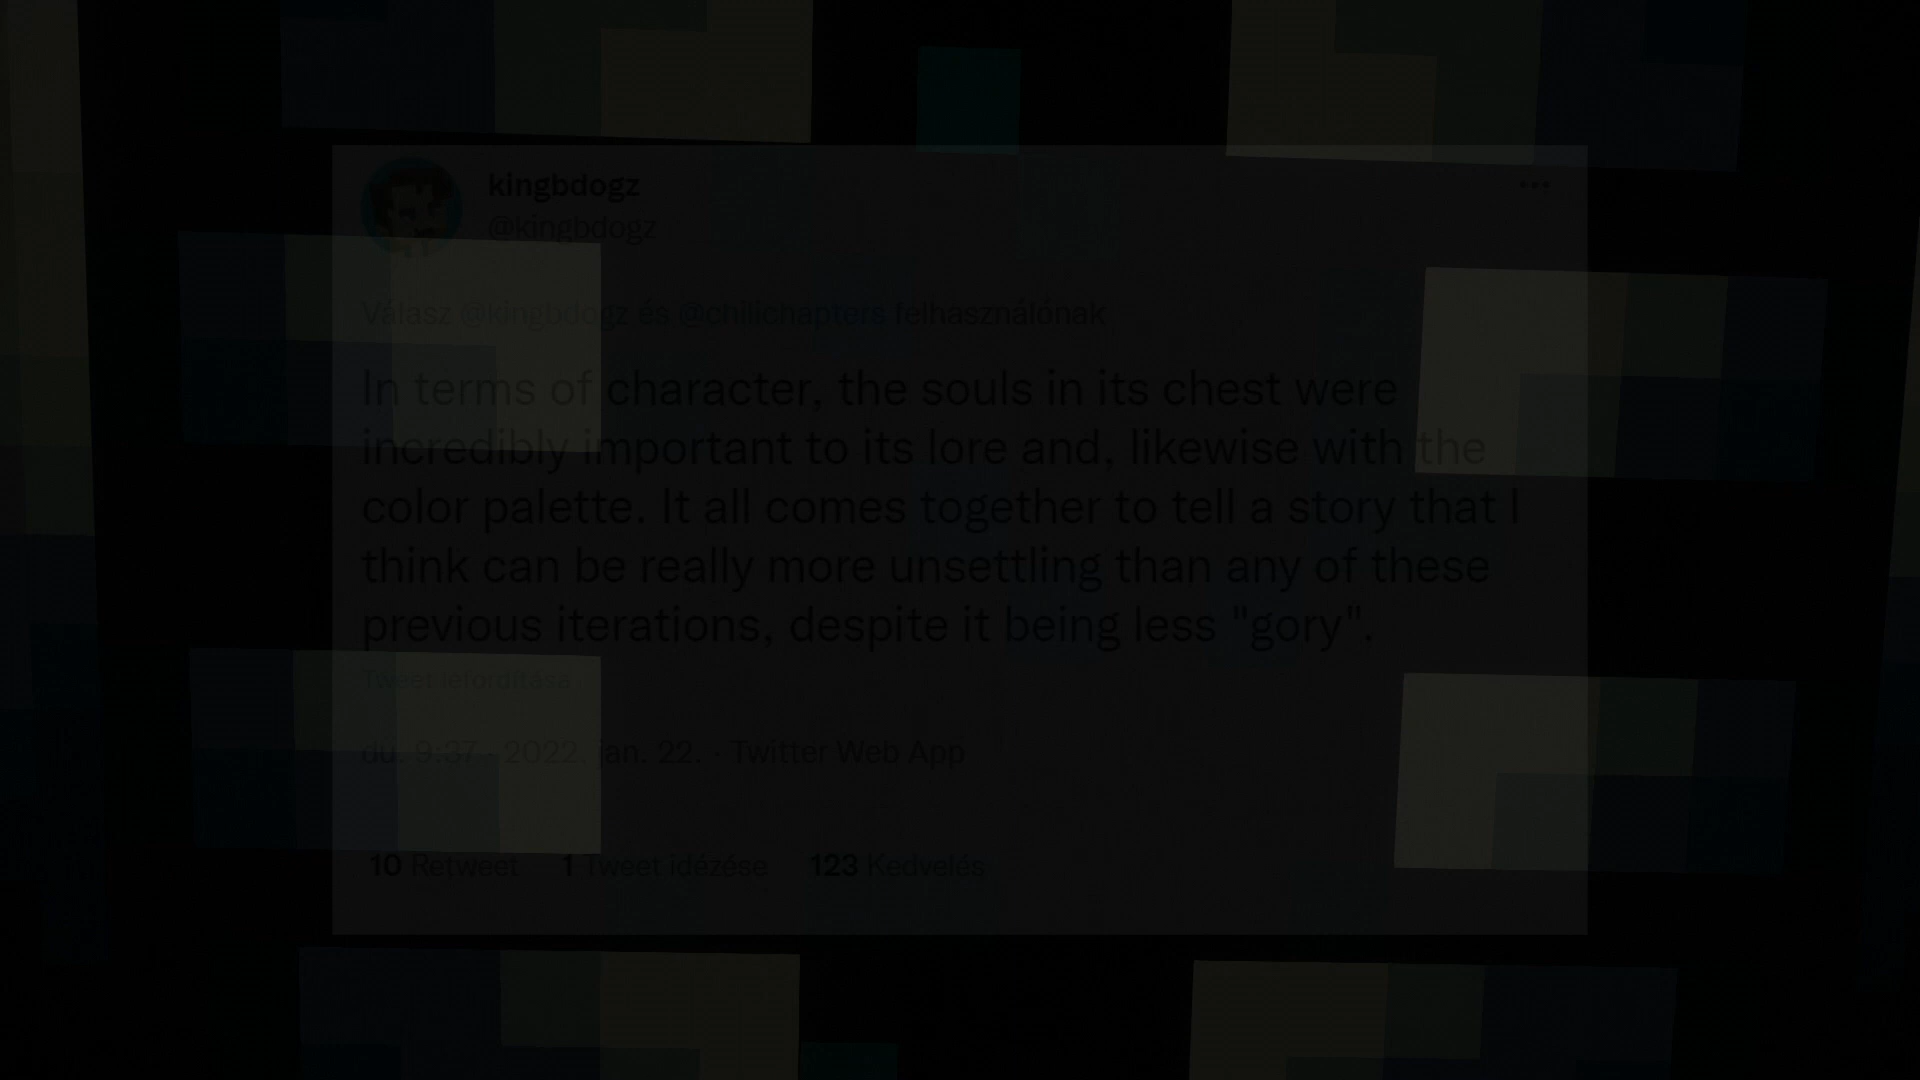 kingbdogz
@kingbdogz
Válasz @kingbdogz és @chilichapters felhasználónak
In terms of character, the souls in its chest were
incredibly important to its lore and, likewise with the
color palette. It all comes together to tell a story that I
think can be really more unsettling than any of these
previous iterations, despite it being less "gory".
Tweet lefordítása
du. 9:37 · 2022. jan. 22. · Twitter Web App
10 Retweet 1 Tweet idézése 123 Kedvelés